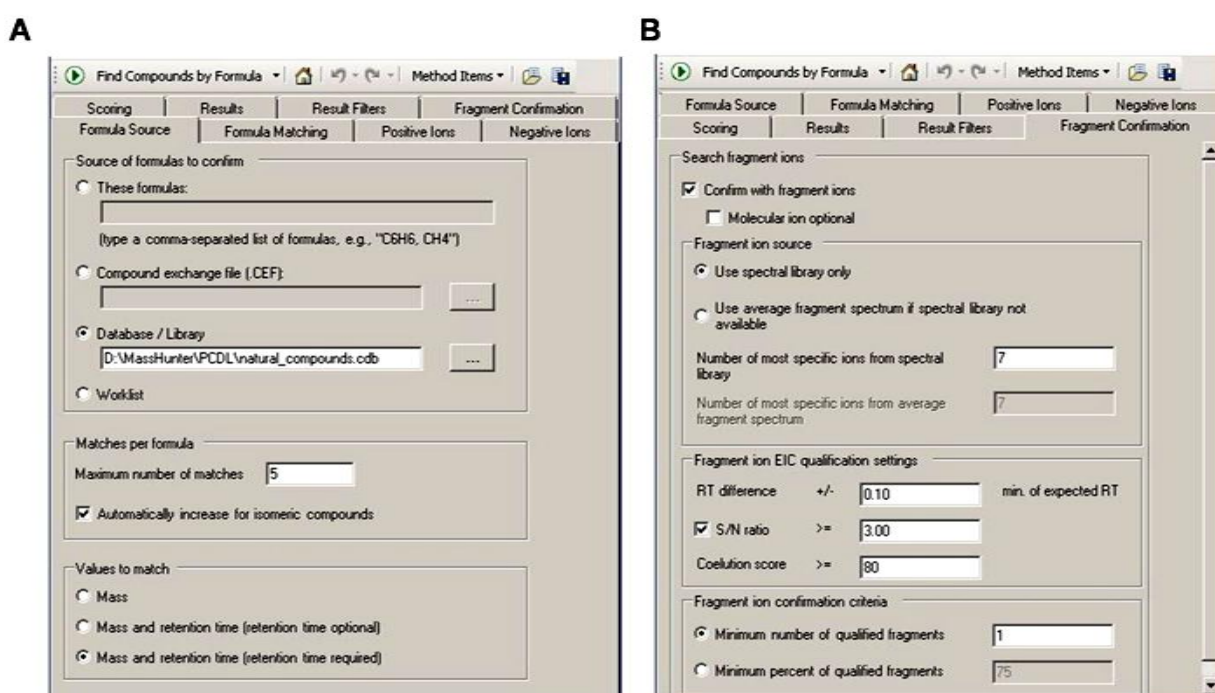 A
Find Compounds by Formula
Method Items
Scoring
Results
Result Filters
Fragment Confirmation
Formula Source
Formula Matching
Positive Ions
Negative Ions
Source of formulas to confirm
These formulas:
(type a comma-separated list of formulas, e.g., "C6H6, CH4")
Compound exchange file (.CEF):
...
Database / Library
D:\MassHunter\PCDL\natural_compounds.cdb
...
Worklist
Matches per formula
Maximum number of matches 5
Automatically increase for isomeric compounds
Values to match
Mass
Mass and retention time (retention time optional)
Mass and retention time (retention time required)
B
Find Compounds by Formula
Method Items
Formula Source
Formula Matching
Positive Ions
Negative Ions
Scoring
Results
Result Filters
Fragment Confirmation
Search fragment ions
Confirm with fragment ions
Molecular ion optional
Fragment ion source
Use spectral library only
Use average fragment spectrum if spectral library not
available
Number of most specific ions from spectral
library
7
Number of most specific ions from average
fragment spectrum
7
Fragment ion EIC qualification settings
RT difference +/- 0.10 min. of expected RT
S/N ratio >= 3.00
Coelution score >= 80
Fragment ion confirmation criteria
Minimum number of qualified fragments 1
Minimum percent of qualified fragments 75